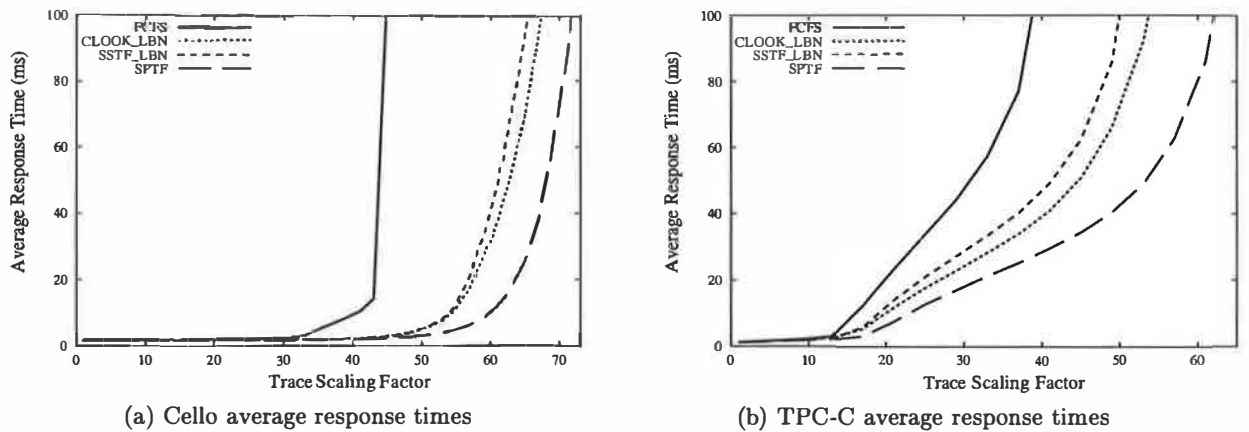 100
80
60
40
20
0
Average Response Time (ms)
FCFS
CLOOK_LBN
SSTF_LBN
SPTF
0 10 20 30 40 50 60 70
Trace Scaling Factor
(a) Cello average response times
100
80
60
40
20
0
Average Response Time (ms)
FCFS
CLOOK_LBN
SSTF_LBN
SPTF
0 10 20 30 40 50 60
Trace Scaling Factor
(b) TPC-C average response times